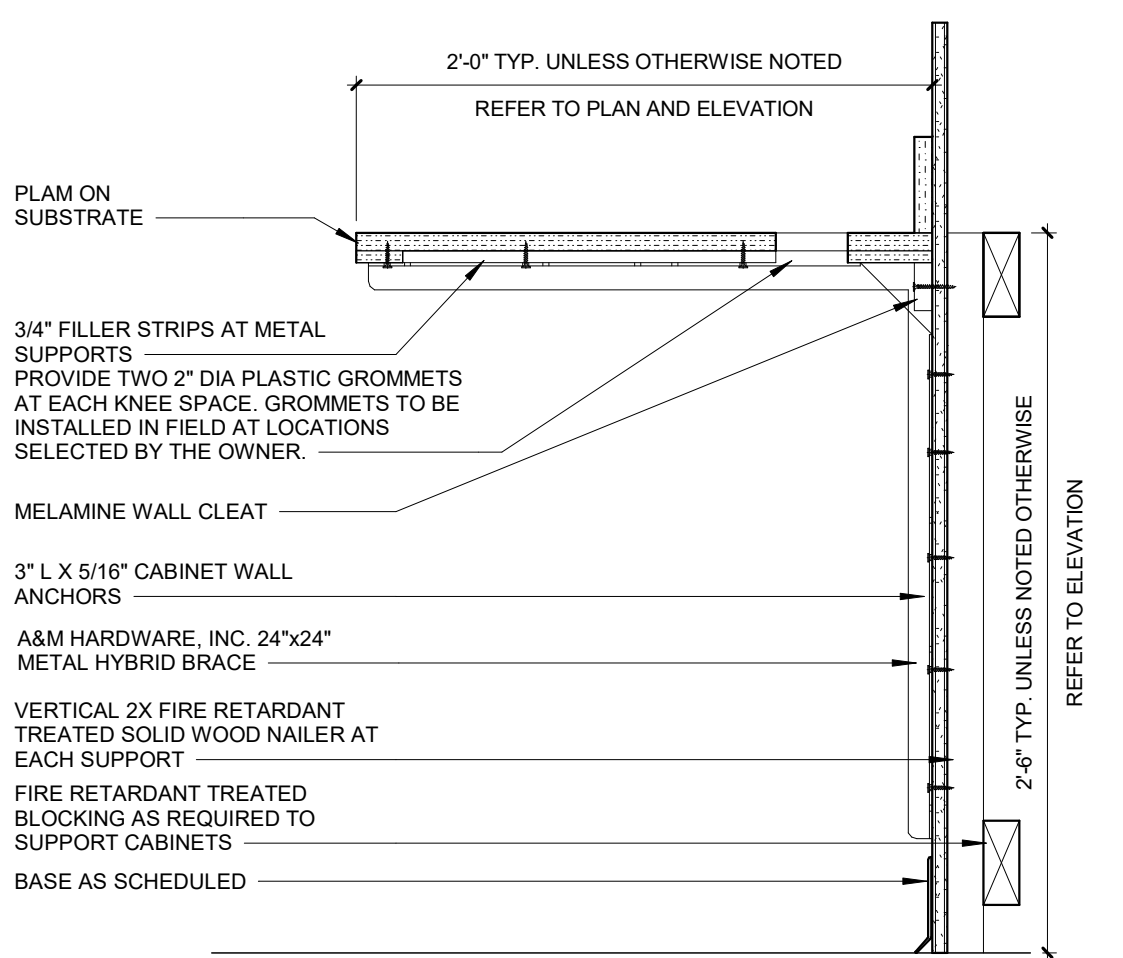 2'-0" TYP. UNLESS OTHERWISE NOTED
REFER TO PLAN AND ELEVATION
PLAM ON
SUBSTRATE
3/4" FILLER STRIPS AT METAL
SUPPORTS
PROVIDE TWO 2" DIA PLASTIC GROMMETS
AT EACH KNEE SPACE. GROMMETS TO BE
INSTALLED IN FIELD AT LOCATIONS
SELECTED BY THE OWNER.
MELAMINE WALL CLEAT
3" L X 5/16" CABINET WALL
ANCHORS
A&M HARDWARE, INC. 24"x24"
METAL HYBRID BRACE
VERTICAL 2X FIRE RETARDANT
TREATED SOLID WOOD NAILER AT
EACH SUPPORT
FIRE RETARDANT TREATED
BLOCKING AS REQUIRED TO
SUPPORT CABINETS
BASE AS SCHEDULED
2'-6" TYP. UNLESS NOTED OTHERWISE
REFER TO ELEVATION